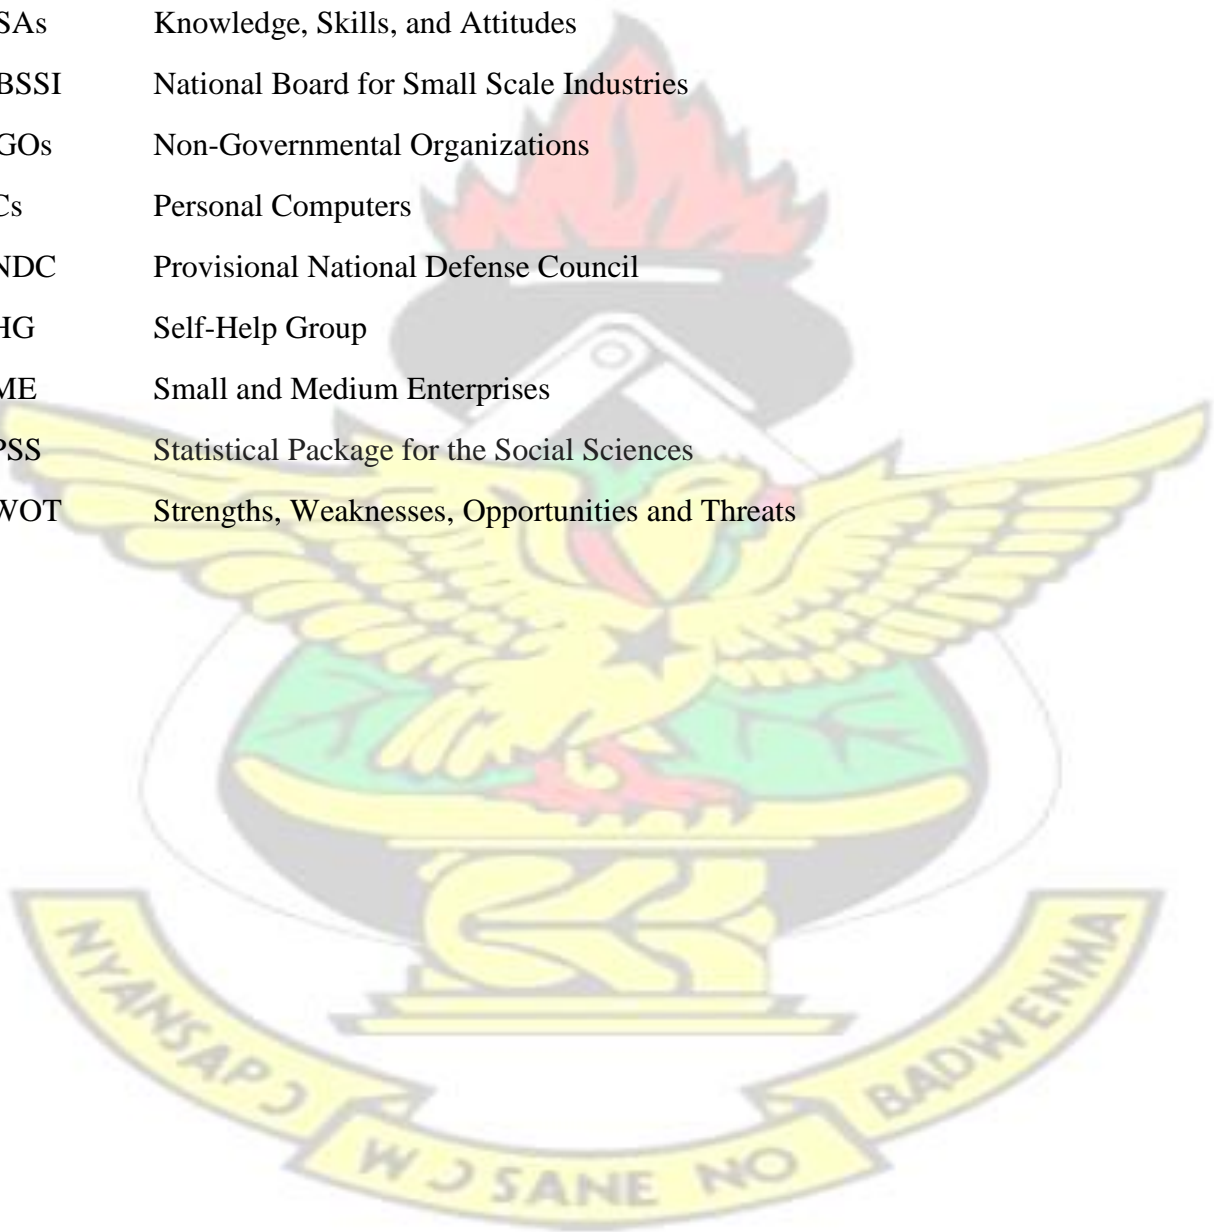 SAs Knowledge, Skills, and Attitudes
BSSI National Board for Small Scale Industries
GOs Non-Governmental Organizations
Cs Personal Computers
NDC Provisional National Defense Council
HG Self-Help Group
ME Small and Medium Enterprises
PSS Statistical Package for the Social Sciences
WOT Strengths, Weaknesses, Opportunities and Threats
NYANSAPƆ WƆSANE NO BADWENMA